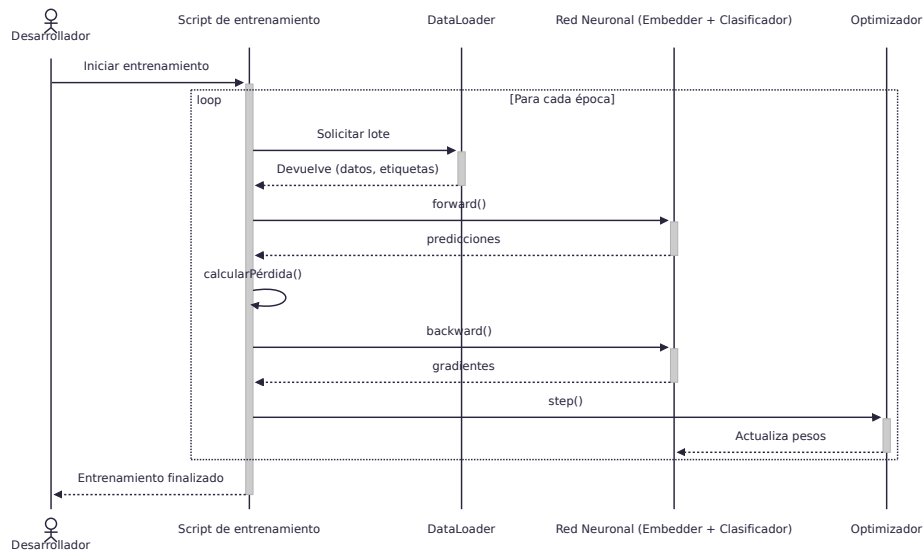 Desarrollador
Script de entrenamiento
DataLoader
Red Neuronal (Embedder + Clasificador)
Optimizador
Iniciar entrenamiento
loop
[Para cada época]
Solicitar lote
Devuelve (datos, etiquetas)
forward()
predicciones
calcularPérdida()
backward()
gradientes
step()
Actualiza pesos
Entrenamiento finalizado
Desarrollador
Script de entrenamiento
DataLoader
Red Neuronal (Embedder + Clasificador)
Optimizador